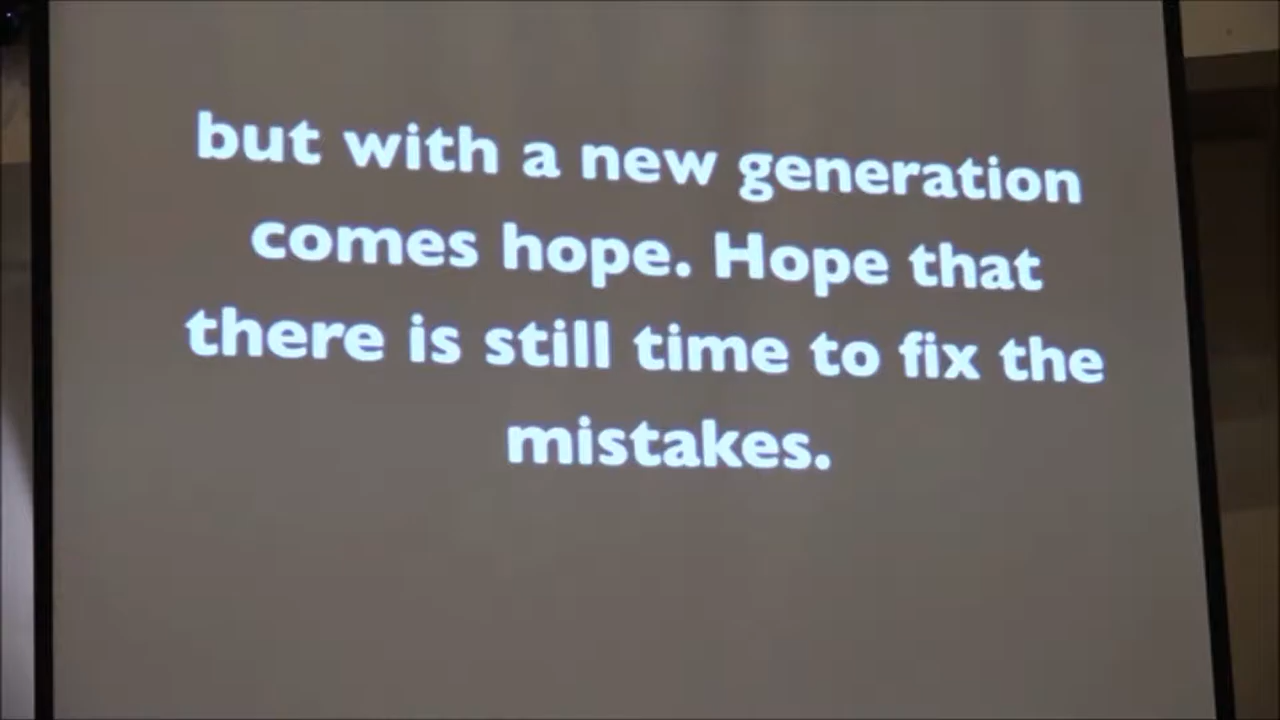 but with a new generation
comes hope. Hope that
there is still time to fix the
mistakes.